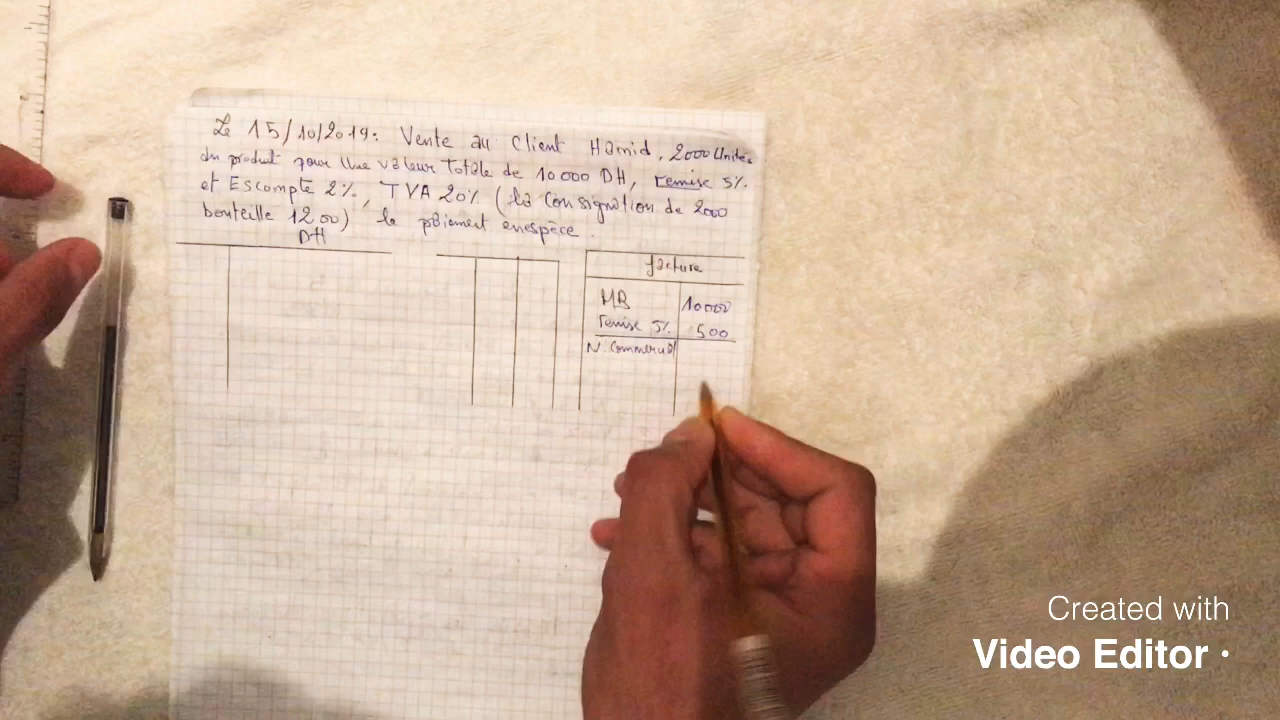 Le 15/10/2019: Vente au Client Hamid, 2000 Unités
du produit pour Une valeur Totale de 10 000 DH, remise 5%.
et Escompte 2%, TVA 20% (la Consignation de 2000
bouteille 1200) le paiement en espèce.
DH
facture
MB 10000
remise 5% 500
N. Commercial
Created with
Video Editor